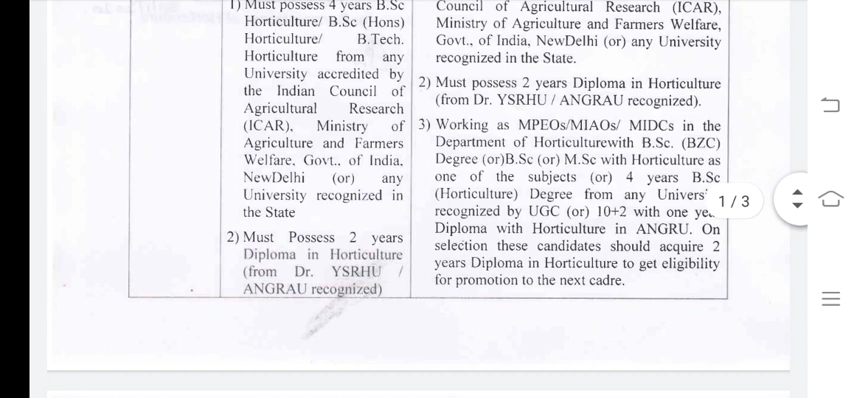 1) Must possess 4 years B.Sc
Horticulture/ B.Sc (Hons)
Horticulture/ B.Tech.
Horticulture from any
University accredited by
the Indian Council of
Agricultural Research
(ICAR), Ministry of
Agriculture and Farmers
Welfare, Govt., of India,
NewDelhi (or) any
University recognized in
the State
2) Must Possess 2 years
Diploma in Horticulture
(from Dr. YSRHU /
ANGRAU recognized)
Council of Agricultural Research (ICAR),
Ministry of Agriculture and Farmers Welfare,
Govt., of India, NewDelhi (or) any University
recognized in the State.
2) Must possess 2 years Diploma in Horticulture
(from Dr. YSRHU / ANGRAU recognized).
3) Working as MPEOs/MIAOs/ MIDCs in the
Department of Horticulturewith B.Sc. (BZC)
Degree (or)B.Sc (or) M.Sc with Horticulture as
one of the subjects (or) 4 years B.Sc
(Horticulture) Degree from any
recognized by UGC (or) 10+2 with one
Diploma with Horticulture in ANGRU. On
selection these candidates should acquire 2
years Diploma in Horticulture to get eligibility
for promotion to the next cadre.
1 / 3